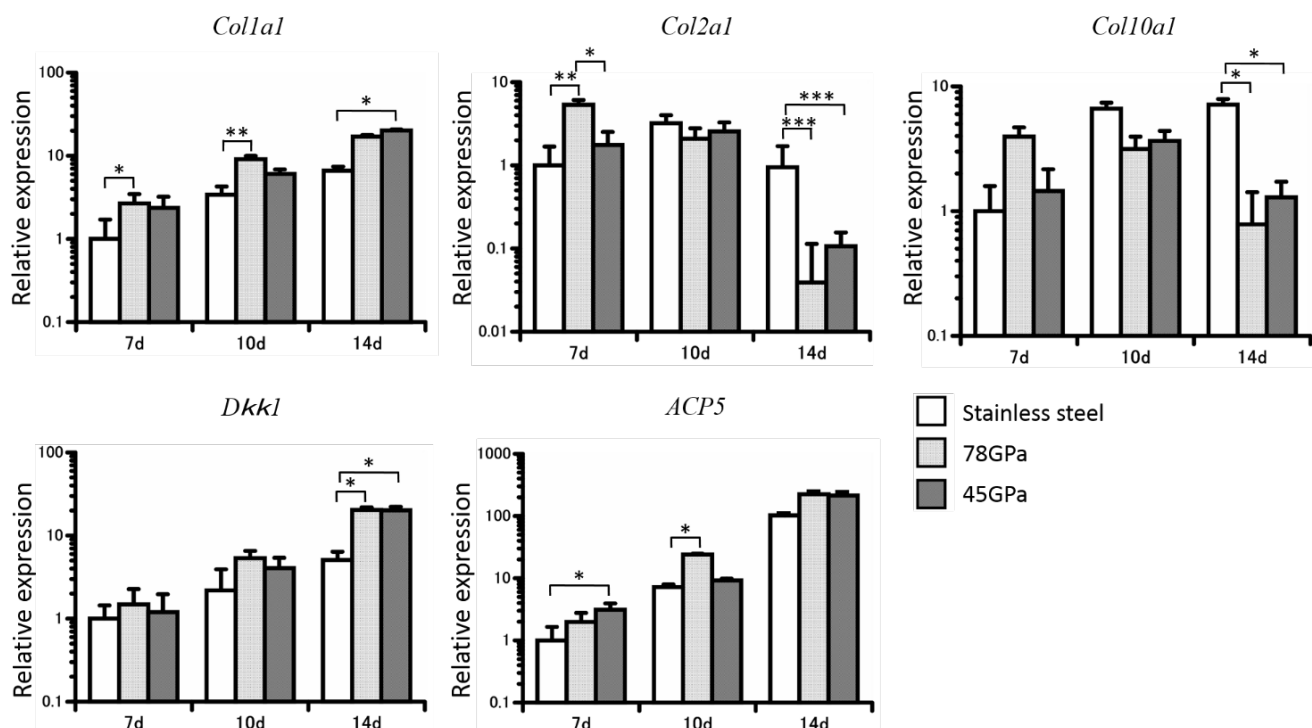 Col1a1
Relative expression
100
10
1
0.1
*
**
*
7d 10d 14d
Col2a1
Relative expression
10
1
0.1
0.01
**
*
***
***
7d 10d 14d
Col10a1
Relative expression
10
1
0.1
*
*
7d 10d 14d
Dkk1
Relative expression
100
10
1
0.1
*
*
7d 10d 14d
ACP5
Relative expression
1000
100
10
1
0.1
*
*
7d 10d 14d
Stainless steel
78GPa
45GPa